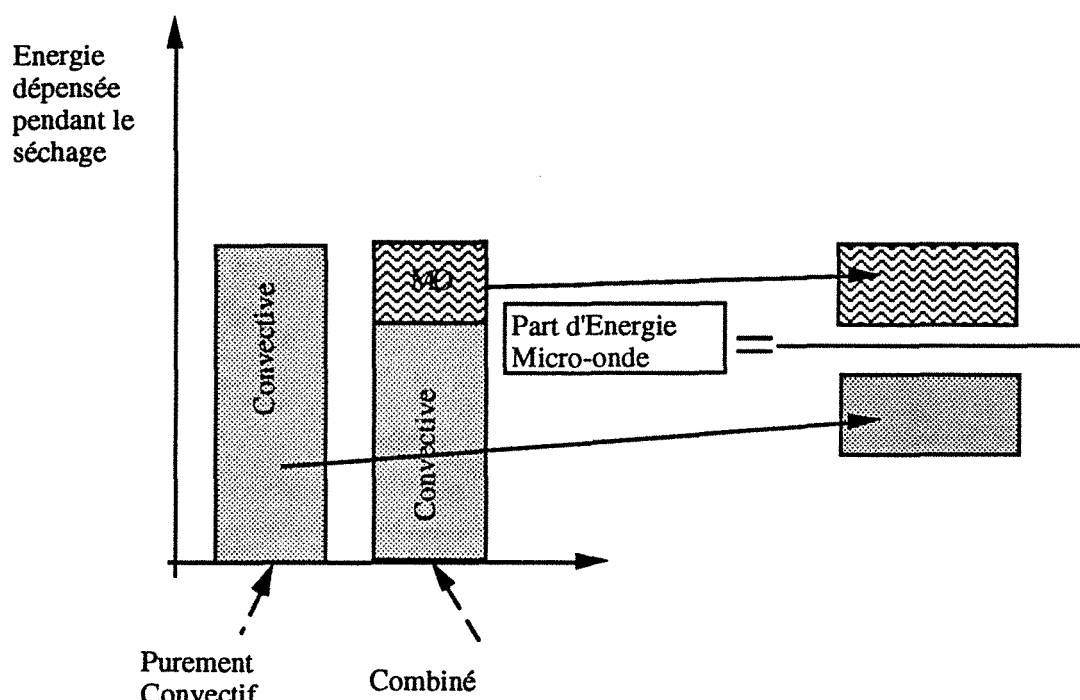 Energie
dépensée
pendant le
séchage
Convective
MO
Convective
Part d'Energie
Micro-onde
=
Purement
Convectif
Combiné